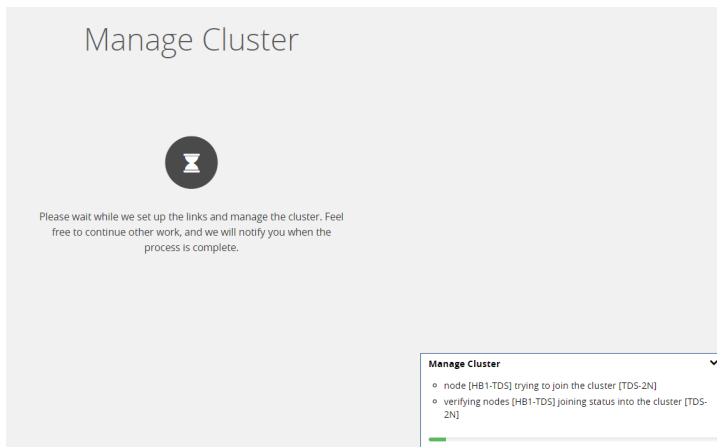 Manage Cluster
Please wait while we set up the links and manage the cluster. Feel
free to continue other work, and we will notify you when the
process is complete.
Manage Cluster
node [HB1-TDS] trying to join the cluster [TDS-2N]
verifying nodes [HB1-TDS] joining status into the cluster [TDS-
2N]